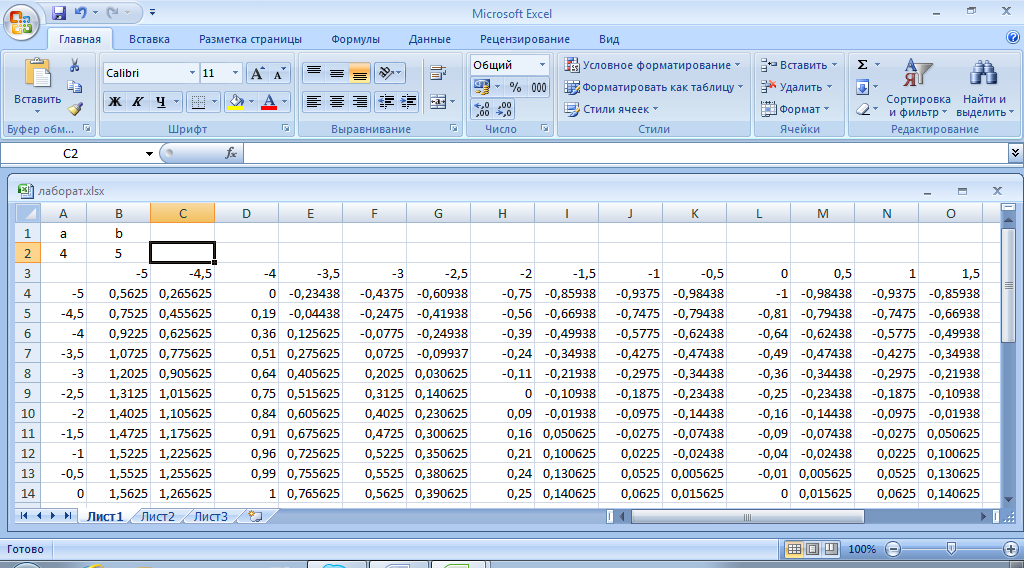 Microsoft Excel
Главная Вставка Разметка страницы Формулы Данные Рецензирование Вид
Вставить
Буфер обм...
Calibri 11
Ж К Ч
Шрифт
Выравнивание
Общий
% 000
Число
Условное форматирование
Форматировать как таблицу
Стили ячеек
Стили
Вставить
Удалить
Формат
Ячейки
Σ
Сортировка и фильтр
Найти и выделить
Редактирование
C2 fx
лаборат.xlsx
A B C D E F G H I J K L M N O
1 a b
2 4 5
3 -5 -4,5 -4 -3,5 -3 -2,5 -2 -1,5 -1 -0,5 0 0,5 1 1,5
4 -5 0,5625 0,265625 0 -0,23438 -0,4375 -0,60938 -0,75 -0,85938 -0,9375 -0,98438 -1 -0,98438 -0,9375 -0,85938
5 -4,5 0,7525 0,455625 0,19 -0,04438 -0,2475 -0,41938 -0,56 -0,66938 -0,7475 -0,79438 -0,81 -0,79438 -0,7475 -0,66938
6 -4 0,9225 0,625625 0,36 0,125625 -0,0775 -0,24938 -0,39 -0,49938 -0,5775 -0,62438 -0,64 -0,62438 -0,5775 -0,49938
7 -3,5 1,0725 0,775625 0,51 0,275625 0,0725 -0,09937 -0,24 -0,34938 -0,4275 -0,47438 -0,49 -0,47438 -0,4275 -0,34938
8 -3 1,2025 0,905625 0,64 0,405625 0,2025 0,030625 -0,11 -0,21938 -0,2975 -0,34438 -0,36 -0,34438 -0,2975 -0,21938
9 -2,5 1,3125 1,015625 0,75 0,515625 0,3125 0,140625 0 -0,10938 -0,1875 -0,23438 -0,25 -0,23438 -0,1875 -0,10938
10 -2 1,4025 1,105625 0,84 0,605625 0,4025 0,230625 0,09 -0,01938 -0,0975 -0,14438 -0,16 -0,14438 -0,0975 -0,01938
11 -1,5 1,4725 1,175625 0,91 0,675625 0,4725 0,300625 0,16 0,050625 -0,0275 -0,07438 -0,09 -0,07438 -0,0275 0,050625
12 -1 1,5225 1,225625 0,96 0,725625 0,5225 0,350625 0,21 0,100625 0,0225 -0,02438 -0,04 -0,02438 0,0225 0,100625
13 -0,5 1,5525 1,255625 0,99 0,755625 0,5525 0,380625 0,24 0,130625 0,0525 0,005625 -0,01 0,005625 0,0525 0,130625
14 0 1,5625 1,265625 1 0,765625 0,5625 0,390625 0,25 0,140625 0,0625 0,015625 0 0,015625 0,0625 0,140625
Лист1 Лист2 Лист3
Готово 100%